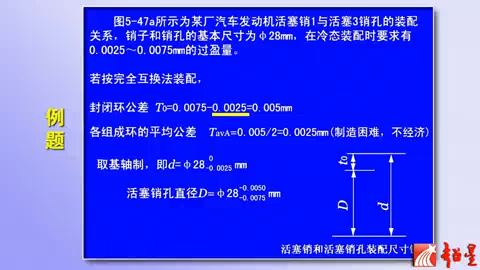 图5-47a所示为某厂汽车发动机活塞销1与活塞3销孔的装配
关系，销子和销孔的基本尺寸为φ28mm，在冷态装配时要求有
0.0025～0.0075mm的过盈量。
若按完全互换法装配，
封闭环公差 T0=0.0075-0.0025=0.005mm
各组成环的平均公差 TavA=0.005/2=0.0025mm(制造困难，不经济)
取基轴制，即d=φ28 0 -0.0025 mm
活塞销孔直径D=φ28 -0.0050 -0.0075 mm
例题
t0
D
d
活塞销和活塞销孔装配尺寸
超星